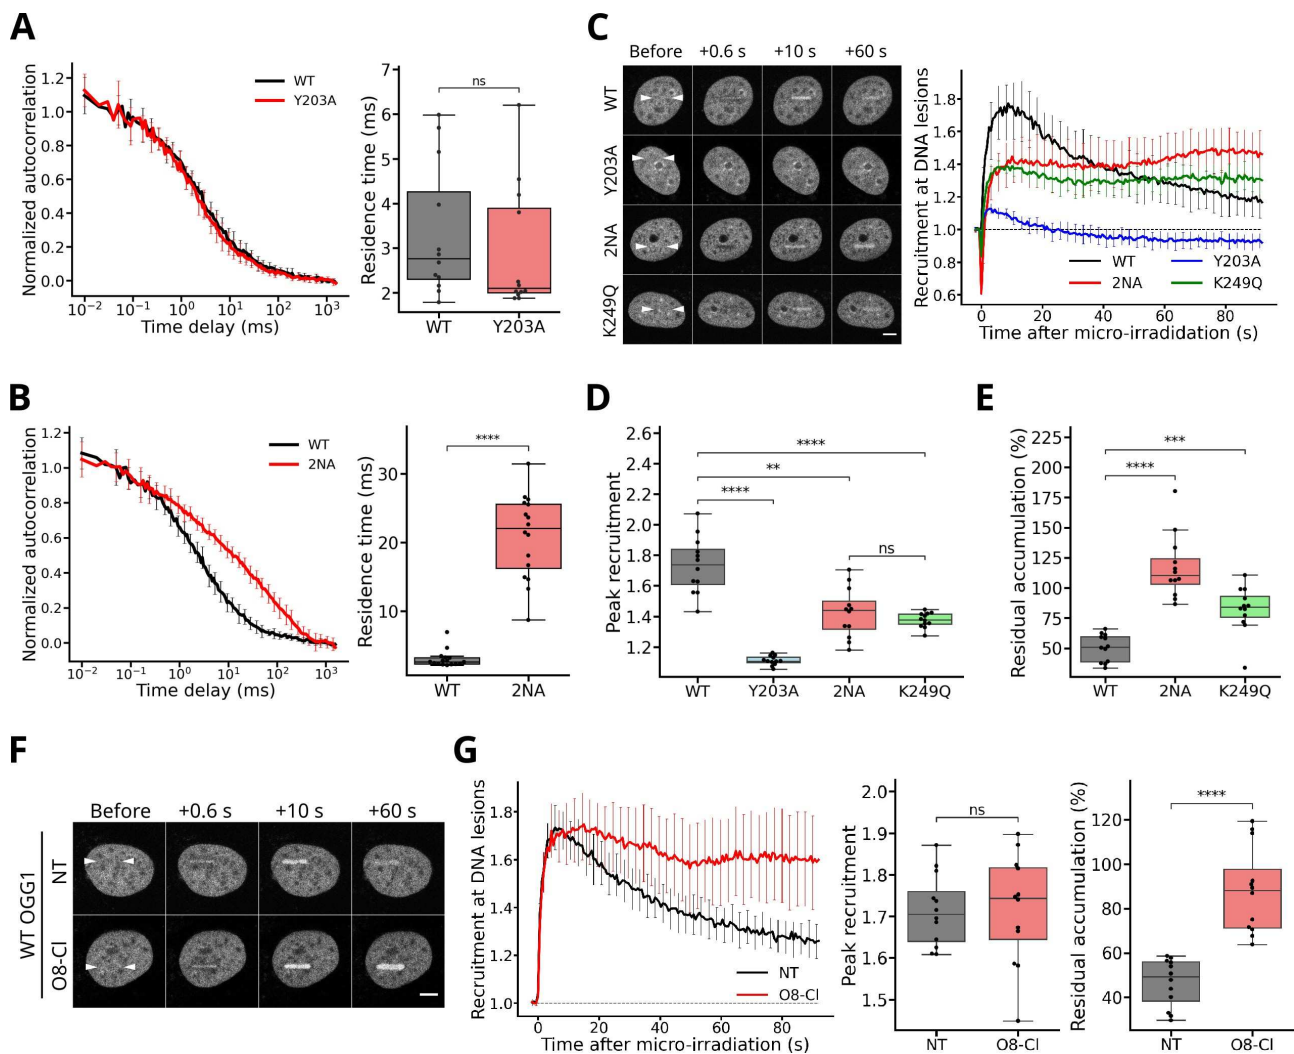 A
Normalized autocorrelation
1.2
1.0
0.8
0.6
0.4
0.2
0.0
WT
Y203A
10⁻² 10⁻¹ 10⁰ 10¹ 10² 10³
Time delay (ms)
Residence time (ms)
7
6
5
4
3
2
ns
WT Y203A
C
Before +0.6 s +10 s +60 s
WT
Y203A
2NA
K249Q
Recruitment at DNA lesions
1.8
1.6
1.4
1.2
1.0
0.8
0.6
WT Y203A
2NA K249Q
0 20 40 60 80
Time after micro-irridadation (s)
B
Normalized autocorrelation
1.2
1.0
0.8
0.6
0.4
0.2
0.0
WT
2NA
10⁻² 10⁻¹ 10⁰ 10¹ 10² 10³
Time delay (ms)
Residence time (ms)
30
20
10
****
WT 2NA
D
Peak recruitment
2.6
2.4
2.2
2.0
1.8
1.6
1.4
1.2
****
**
****
ns
WT Y203A 2NA K249Q
E
Residual accumulation (%)
225
200
175
150
125
100
75
50
***
****
WT 2NA K249Q
F
Before +0.6 s +10 s +60 s
WT OGG1
NT
O8-Cl
G
Recruitment at DNA lesions
1.8
1.6
1.4
1.2
1.0
NT
O8-Cl
0 20 40 60 80
Time after micro-irradiation (s)
Peak recruitment
2.0
1.9
1.8
1.7
1.6
1.5
ns
NT O8-Cl
Residual accumulation (%)
120
100
80
60
40
****
NT O8-Cl